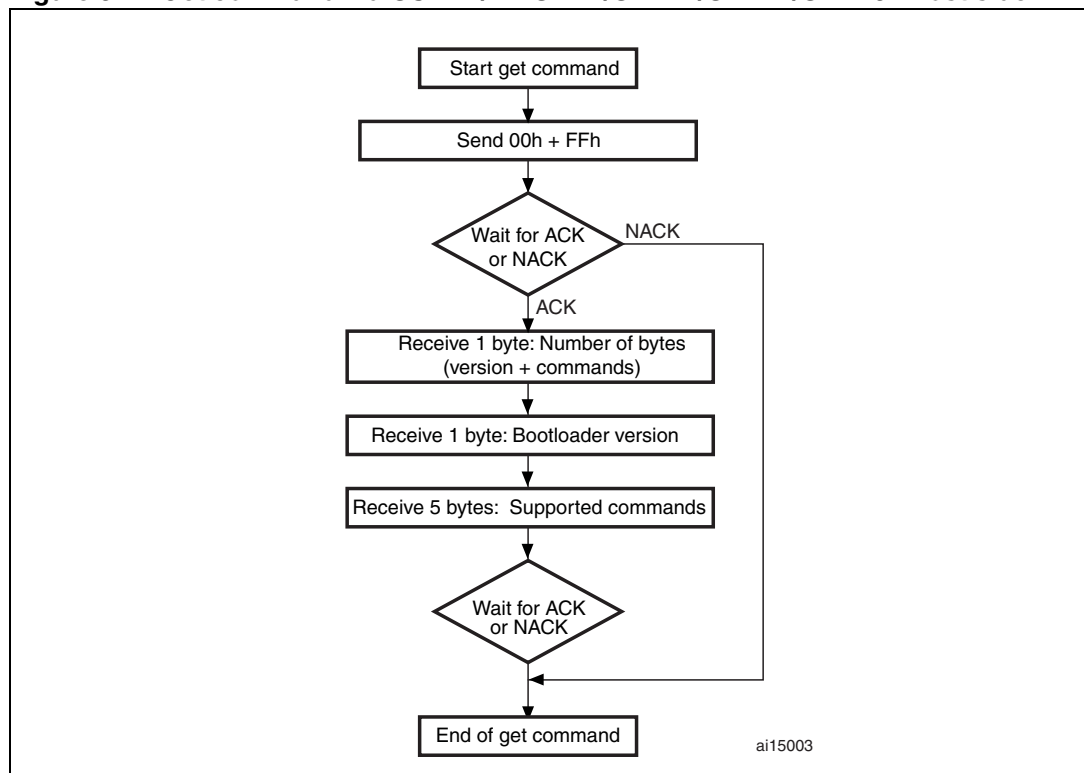 Start get command
Send 00h + FFh
Wait for ACK
or NACK
NACK
ACK
Receive 1 byte: Number of bytes
(version + commands)
Receive 1 byte: Bootloader version
Receive 5 bytes: Supported commands
Wait for ACK
or NACK
End of get command
ai15003